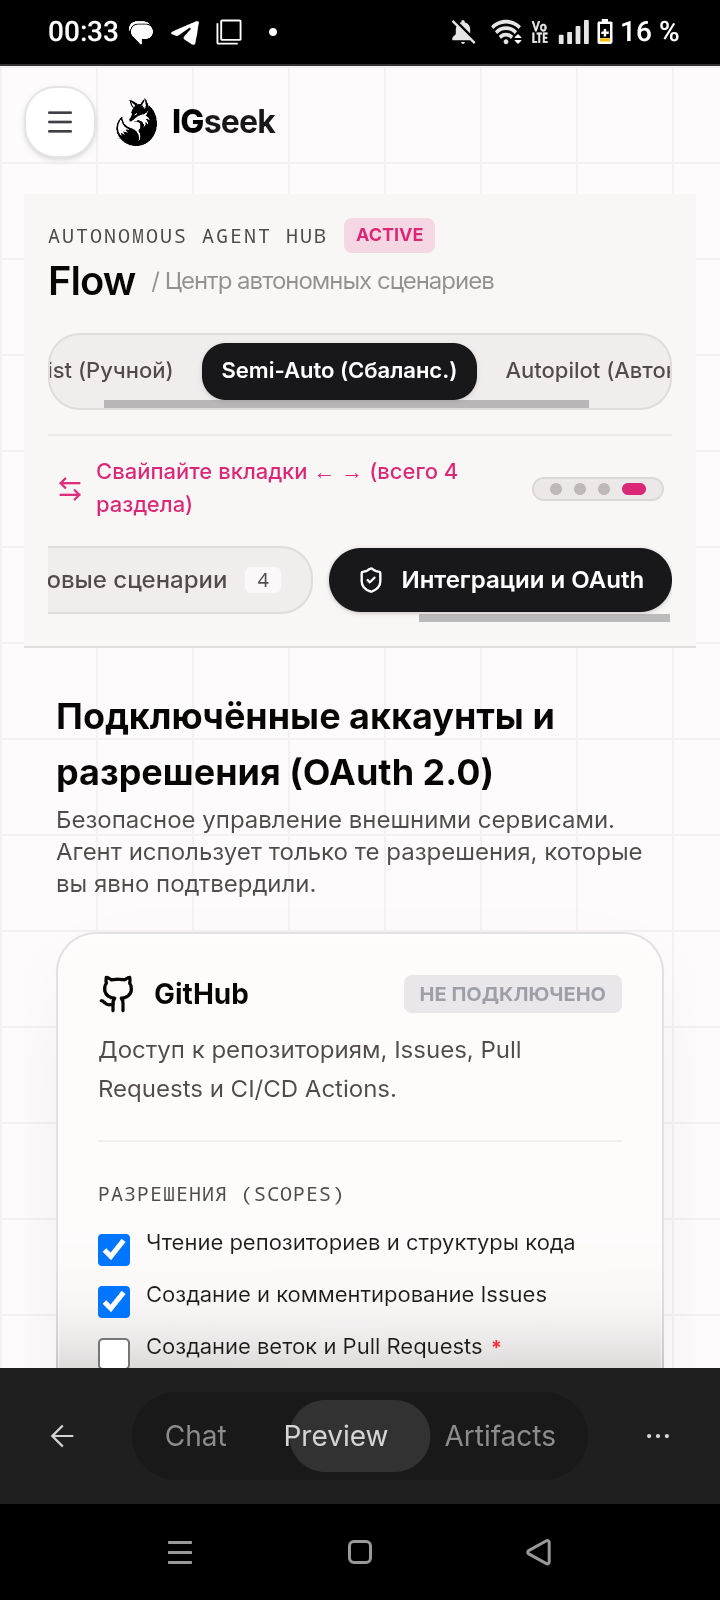 00:33
Vo LTE
16 %
IGseek
AUTONOMOUS AGENT HUB ACTIVE
Flow / Центр автономных сценариев
ist (Ручной) Semi-Auto (Сбаланс.) Autopilot (Автон
Свайпайте вкладки ← → (всего 4
раздела)
овые сценарии 4 Интеграции и OAuth
Подключённые аккаунты и
разрешения (OAuth 2.0)
Безопасное управление внешними сервисами.
Агент использует только те разрешения, которые
вы явно подтвердили.
GitHub НЕ ПОДКЛЮЧЕНО
Доступ к репозиториям, Issues, Pull
Requests и CI/CD Actions.
РАЗРЕШЕНИЯ (SCOPES)
Чтение репозиториев и структуры кода
Создание и комментирование Issues
Создание веток и Pull Requests *
Chat Preview Artifacts